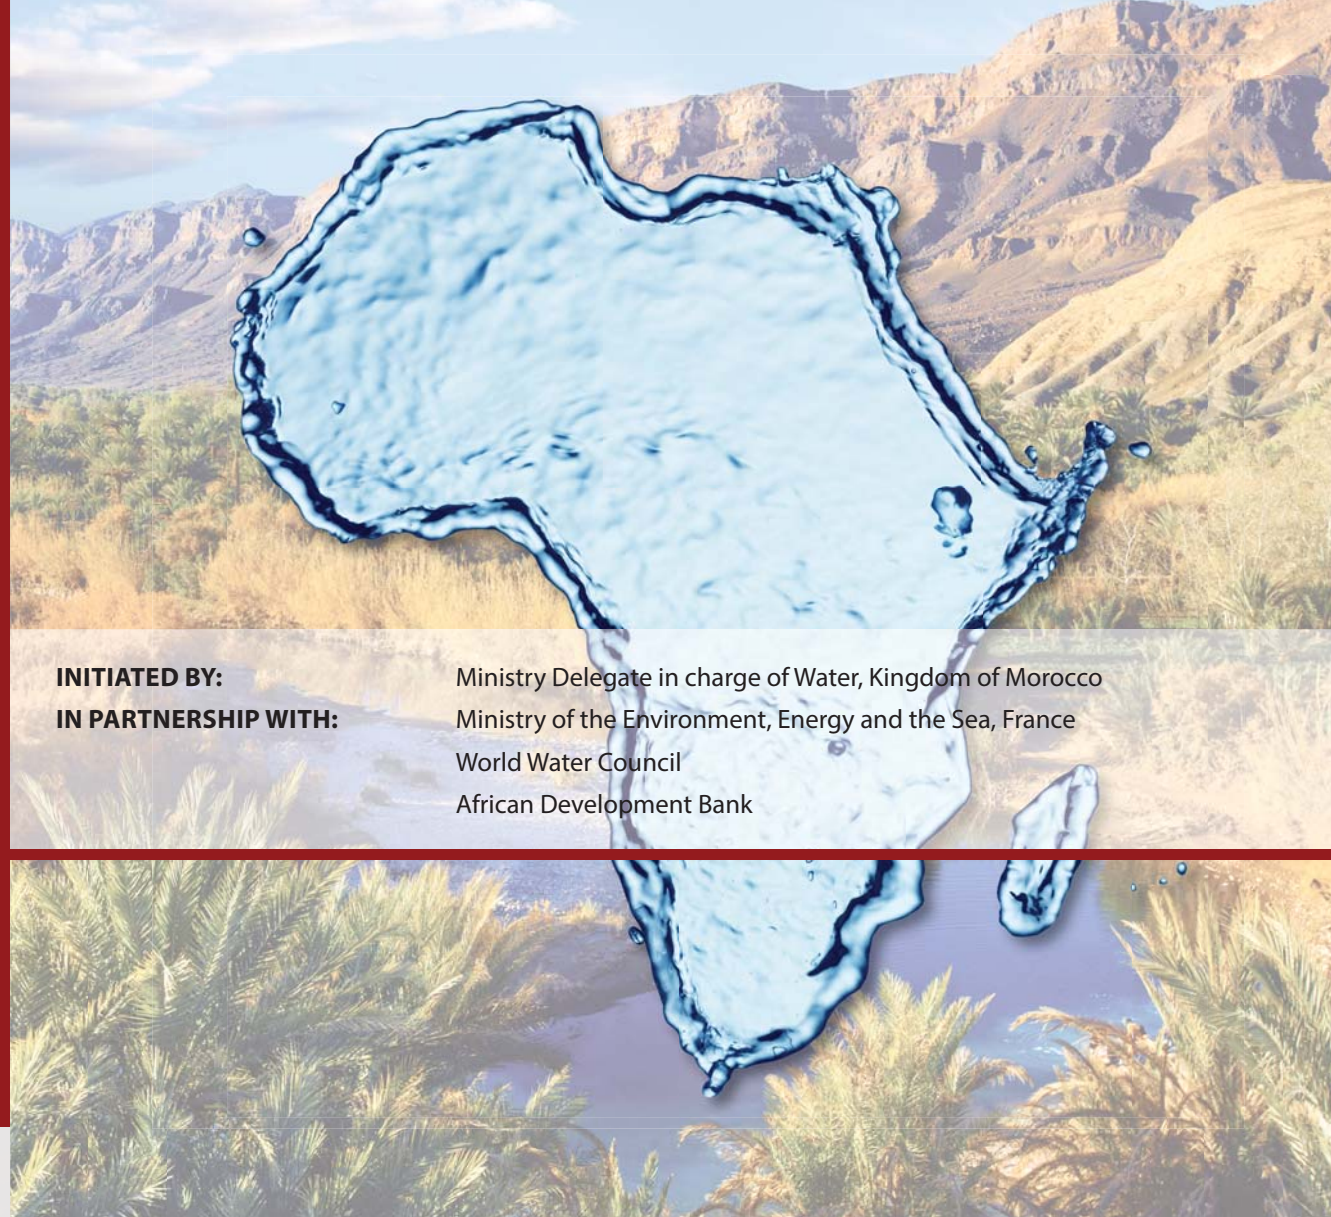 INITIATED BY: Ministry Delegate in charge of Water, Kingdom of Morocco
IN PARTNERSHIP WITH: Ministry of the Environment, Energy and the Sea, France
World Water Council
African Development Bank